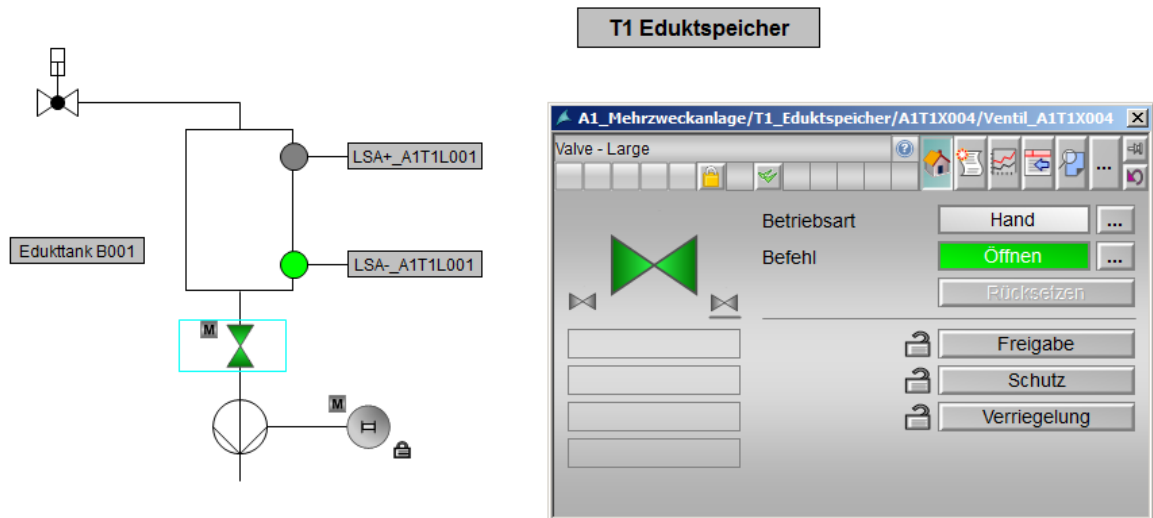 T1 Eduktspeicher
LSA+_A1T1L001
Edukttank B001
LSA-_A1T1L001
M
M
A1_Mehrzweckanlage/T1_Eduktspeicher/A1T1X004/Ventil_A1T1X004
Valve - Large
...
Betriebsart Hand ...
Befehl Öffnen ...
Rücksetzen
Freigabe
Schutz
Verriegelung